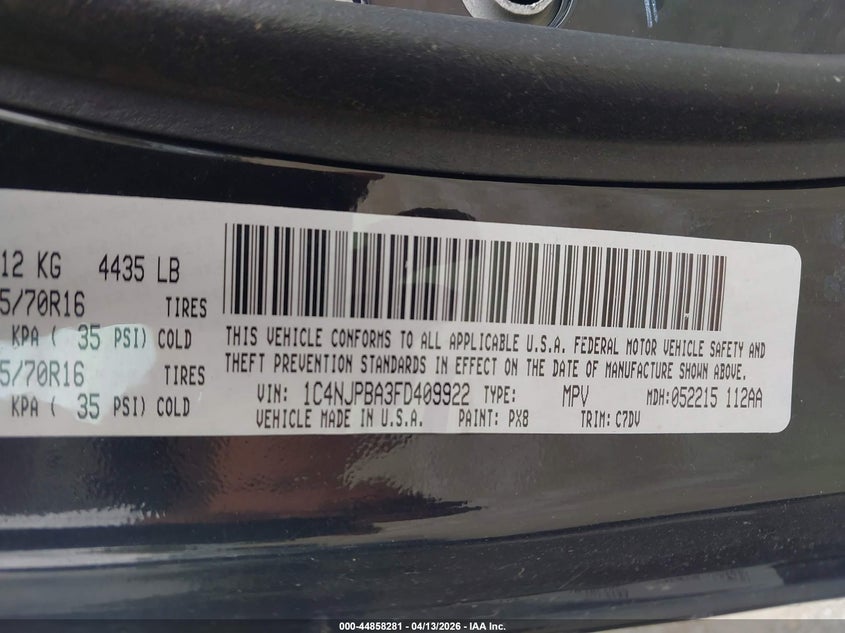 12 KG 4435 LB
5/70R16 TIRES
KPA ( 35 PSI) COLD
5/70R16 TIRES
KPA ( 35 PSI) COLD
THIS VEHICLE CONFORMS TO ALL APPLICABLE U.S.A. FEDERAL MOTOR VEHICLE SAFETY AND
THEFT PREVENTION STANDARDS IN EFFECT ON THE DATE OF MANUFACTURE SHOWN ABOVE.
VIN: 1C4NJPBA3FD409922 TYPE: MPV MDH: 052215 112AA
VEHICLE MADE IN U.S.A. PAINT: PX8 TRIM: C7DV
000-44858281 - 04/13/2026 - IAA Inc.